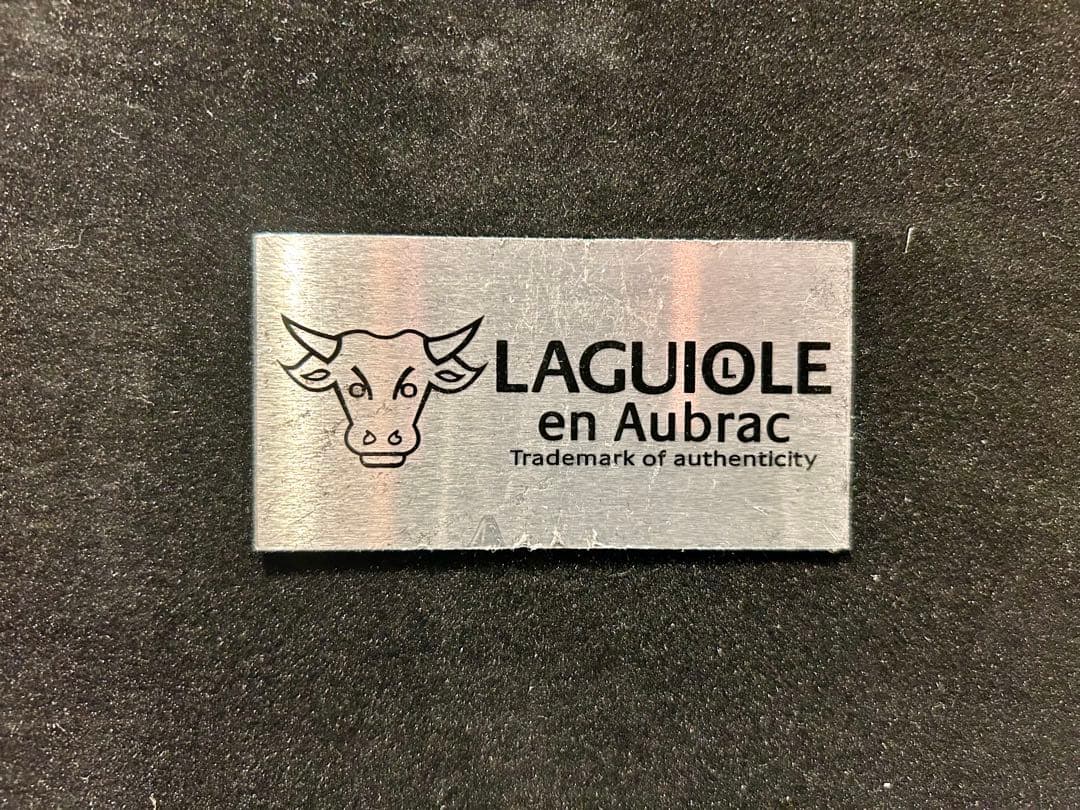 LAGUIOLE
en Aubrac
Trademark of authenticity